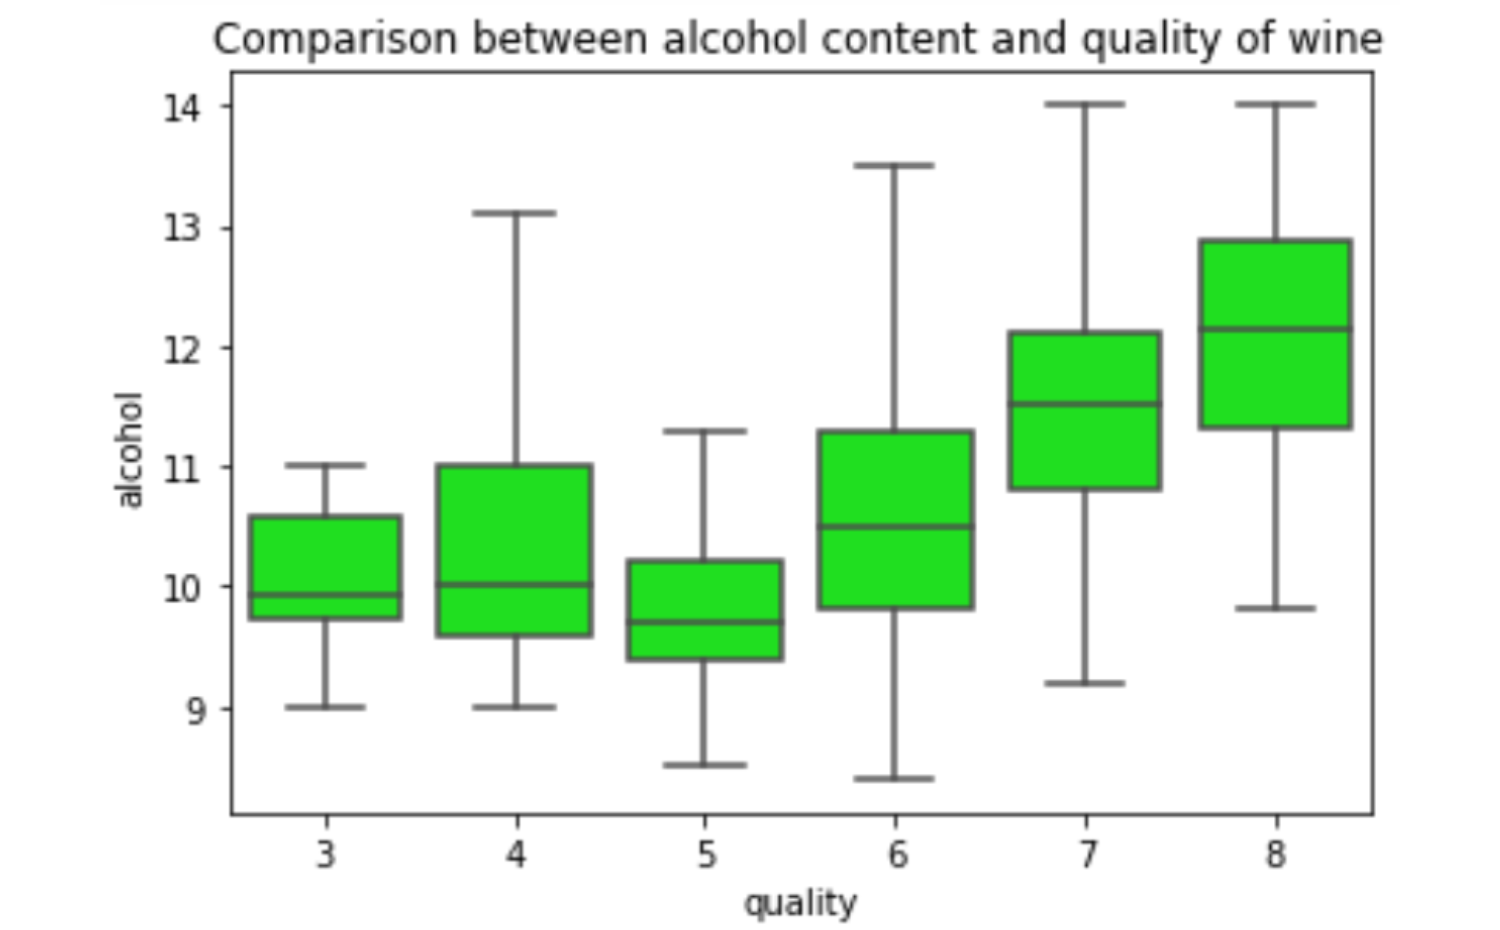 Comparison between alcohol content and quality of wine
14
13
12
11
10
9
alcohol
3 4 5 6 7 8
quality